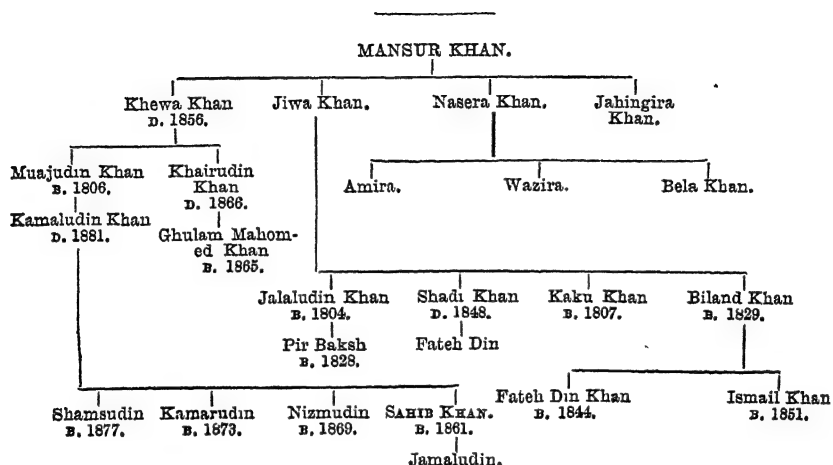 MANSUR KHAN.
Khewa Khan
D. 1856.
Jiwa Khan.
Nasera Khan.
Jahingira
Khan.
Muajudin Khan
B. 1806.
Khairudin
Khan
D. 1866.
Amira.
Wazira.
Bela Khan.
Kamaludin Khan
D. 1881.
Ghulam Mahom-
ed Khan
B. 1865.
Jalaludin Khan
B. 1804.
Shadi Khan
D. 1848.
Kaku Khan
B. 1807.
Biland Khan
B. 1829.
Pir Baksh
B. 1828.
Fateh Din
Shamsudin
B. 1877.
Kamarudin
B. 1873.
Nizmudin
B. 1869.
SAHIB KHAN.
B. 1861.
Fateh Din Khan
B. 1844.
Ismail Khan
B. 1851.
Jamaludin.